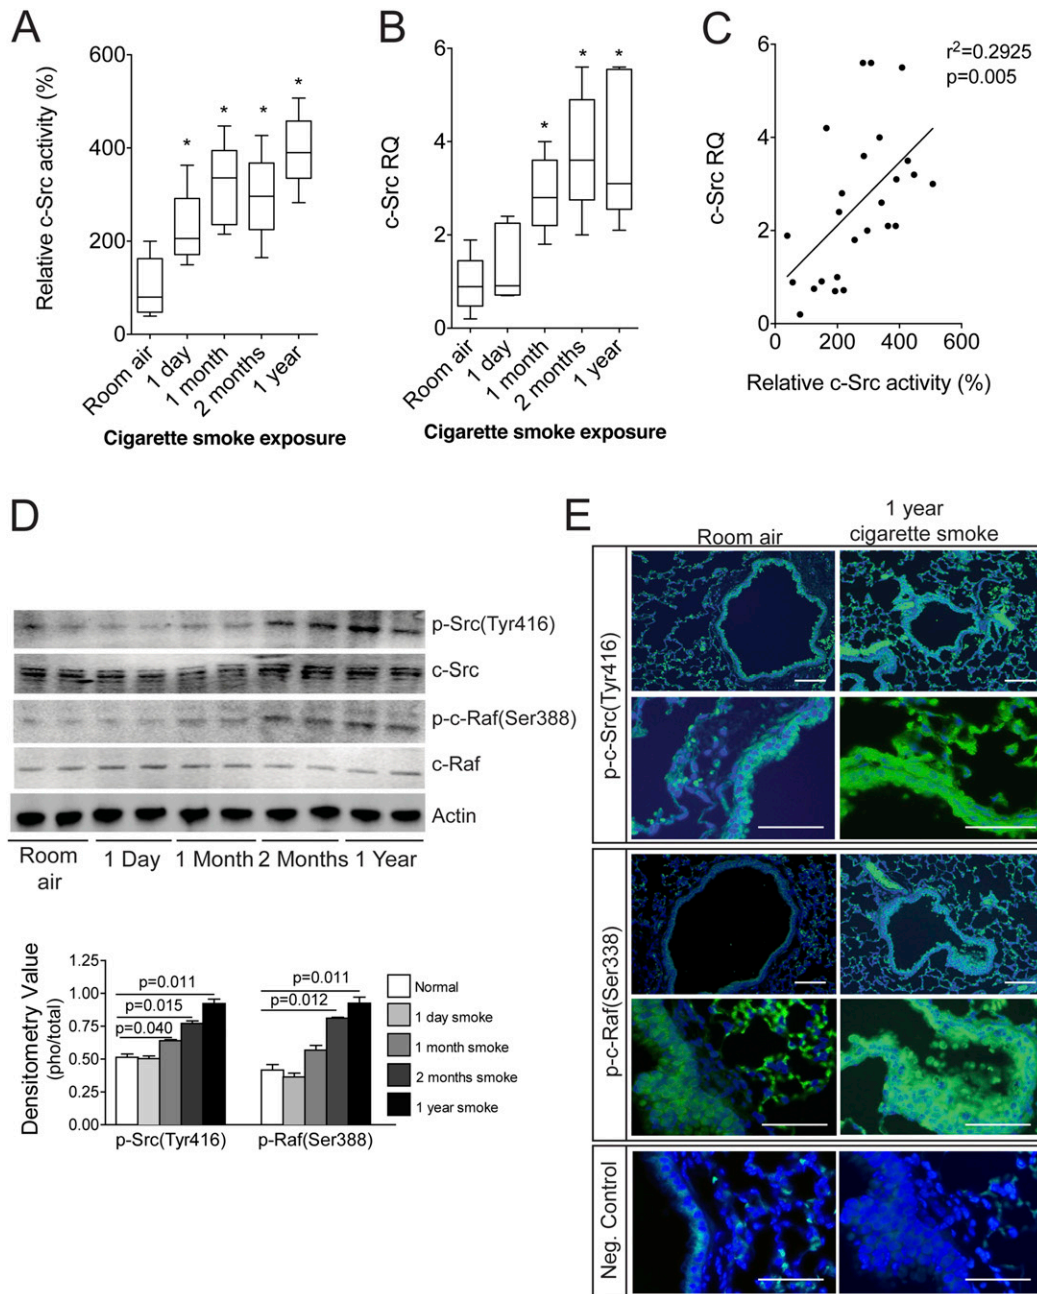 A
Relative c-Src activity (%)
600
400
200
0
*
*
*
*
Room air
1 day
1 month
2 months
1 year
Cigarette smoke exposure
B
c-Src RQ
6
4
2
0
*
*
*
Room air
1 day
1 month
2 months
1 year
Cigarette smoke exposure
C
r²=0.2925
p=0.005
c-Src RQ
6
4
2
0
0
200
400
600
Relative c-Src activity (%)
D
p-Src(Tyr416)
c-Src
p-c-Raf(Ser388)
c-Raf
Actin
Room air
1 Day
1 Month
2 Months
1 Year
Densitometry Value
(pho/total)
1.25
1.00
0.75
0.50
0.25
0.00
p=0.011
p=0.015
p=0.040
p=0.011
p=0.012
p-Src(Tyr416)
p-Raf(Ser388)
Normal
1 day smoke
1 month smoke
2 months smoke
1 year smoke
E
Room air
1 year
cigarette smoke
p-c-Src(Tyr416)
p-c-Raf(Ser338)
Neg. Control